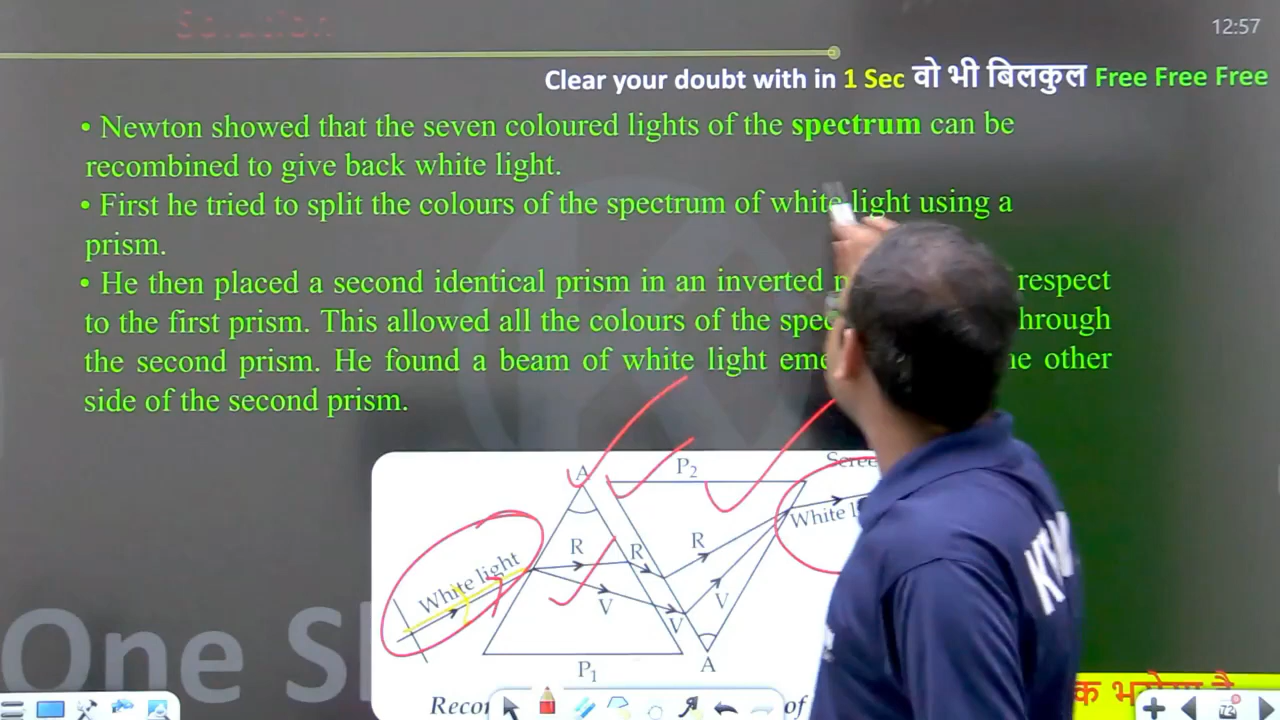 Solution
12:57
Clear your doubt with in 1 Sec वो भी बिलकुल Free Free Free
• Newton showed that the seven coloured lights of the spectrum can be
recombined to give back white light.
• First he tried to split the colours of the spectrum of white light using a
prism.
• He then placed a second identical prism in an inverted respect
to the first prism. This allowed all the colours of the
the second prism. He found a beam of white light other
side of the second prism.
A
P2
White light
R
R
R
White
V
V
V
P1
A
One
of
72